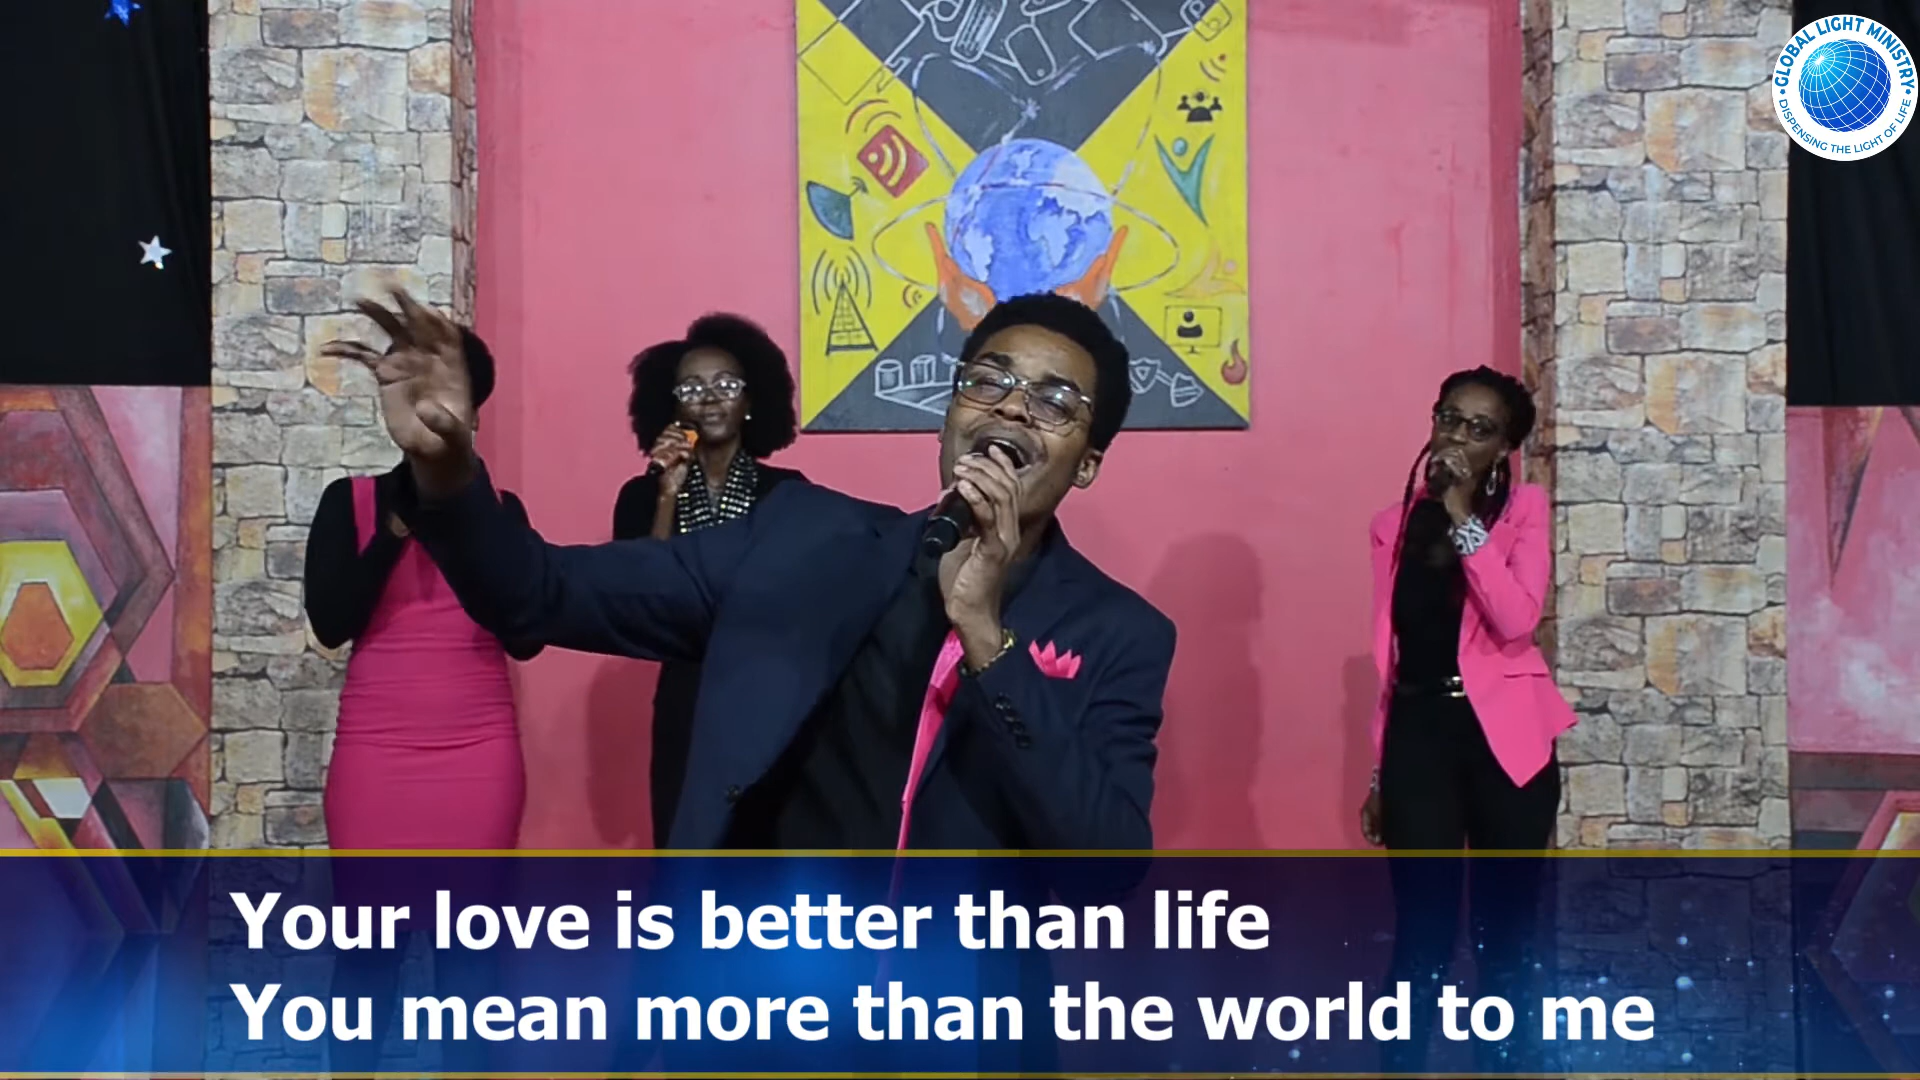 GLOBAL LIGHT MINISTRY
DISPENSING THE LIGHT OF LIFE
Your love is better than life
You mean more than the world to me